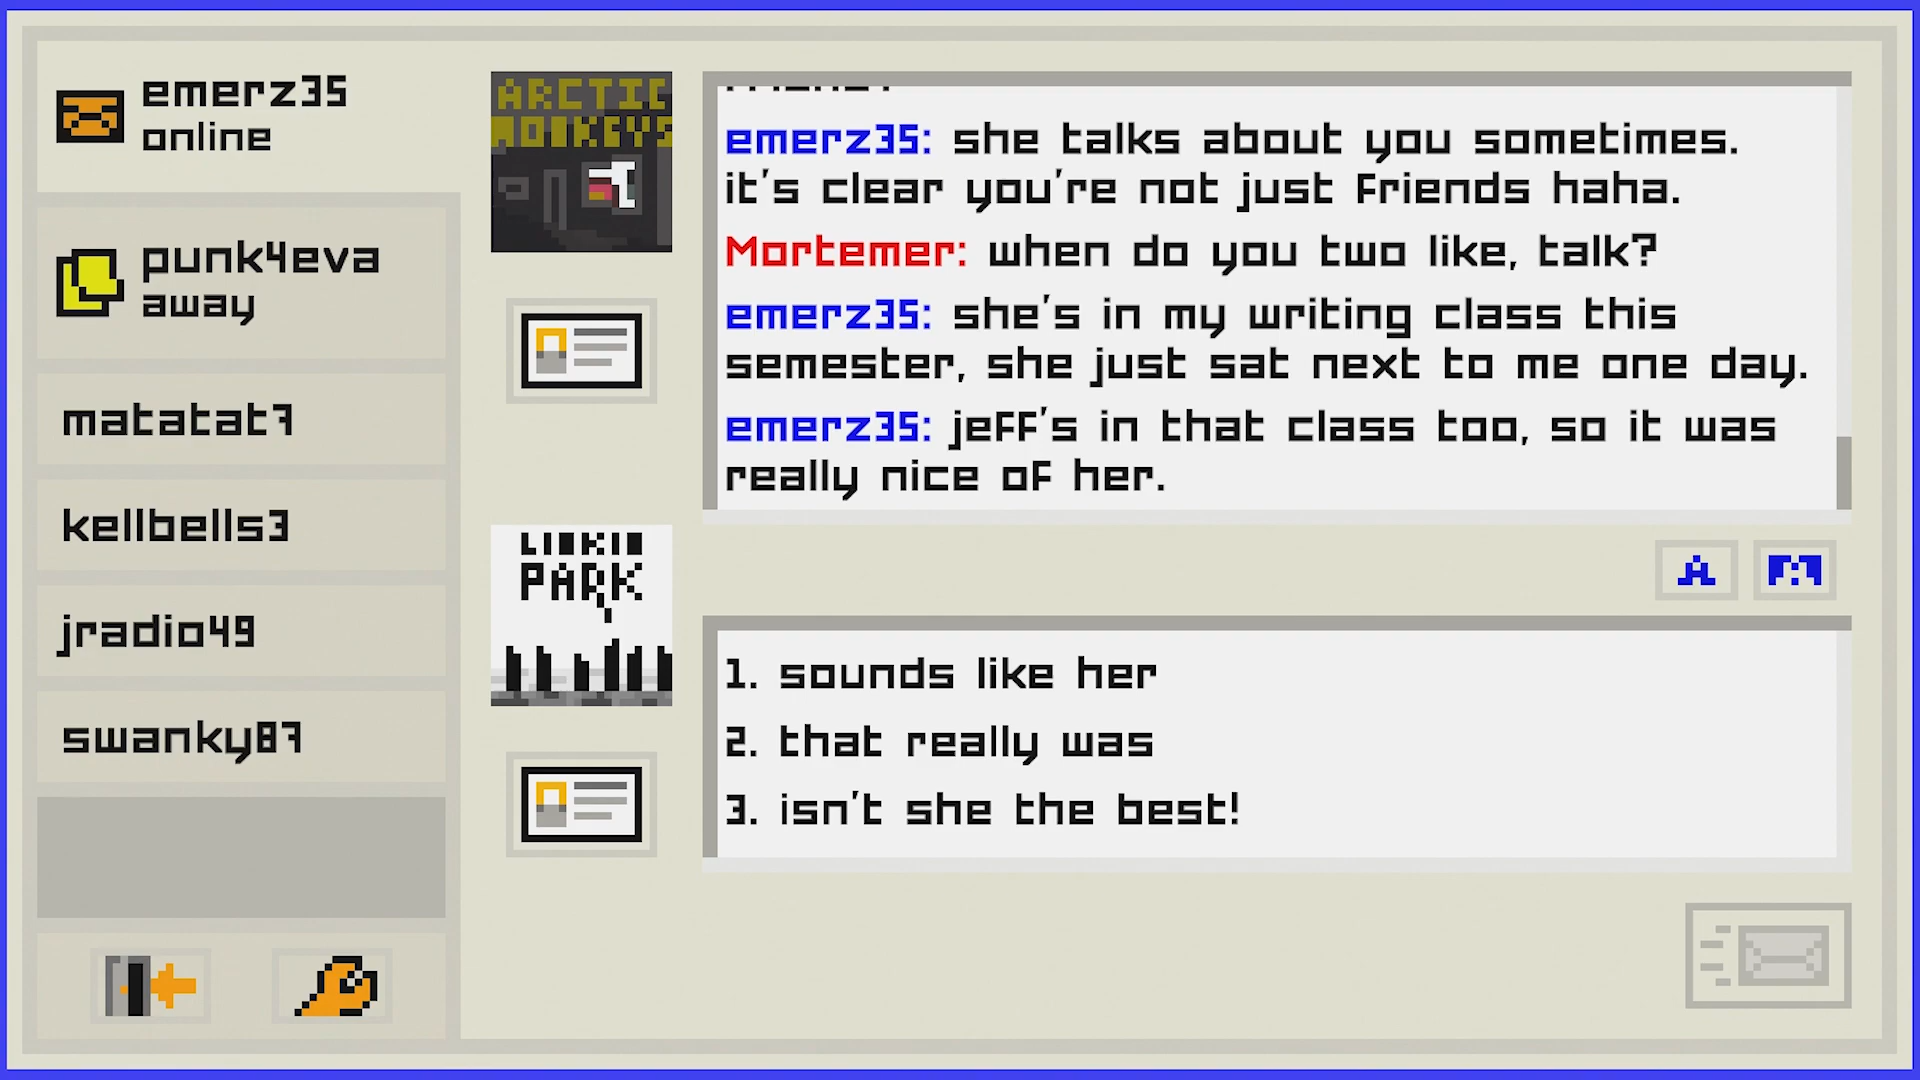 emerz35
online
punk4eva
away
matatat7
kellbells3
jradio49
swanky87
ARCTIC
MONKEYS
emerz35: she talks about you sometimes.
it's clear you're not just friends haha.
Mortemer: when do you two like, talk?
emerz35: she's in my writing class this
semester, she just sat next to me one day.
emerz35: jeff's in that class too, so it was
really nice of her.
LINKIN
PARK
A
1. sounds like her
2. that really was
3. isn't she the best!